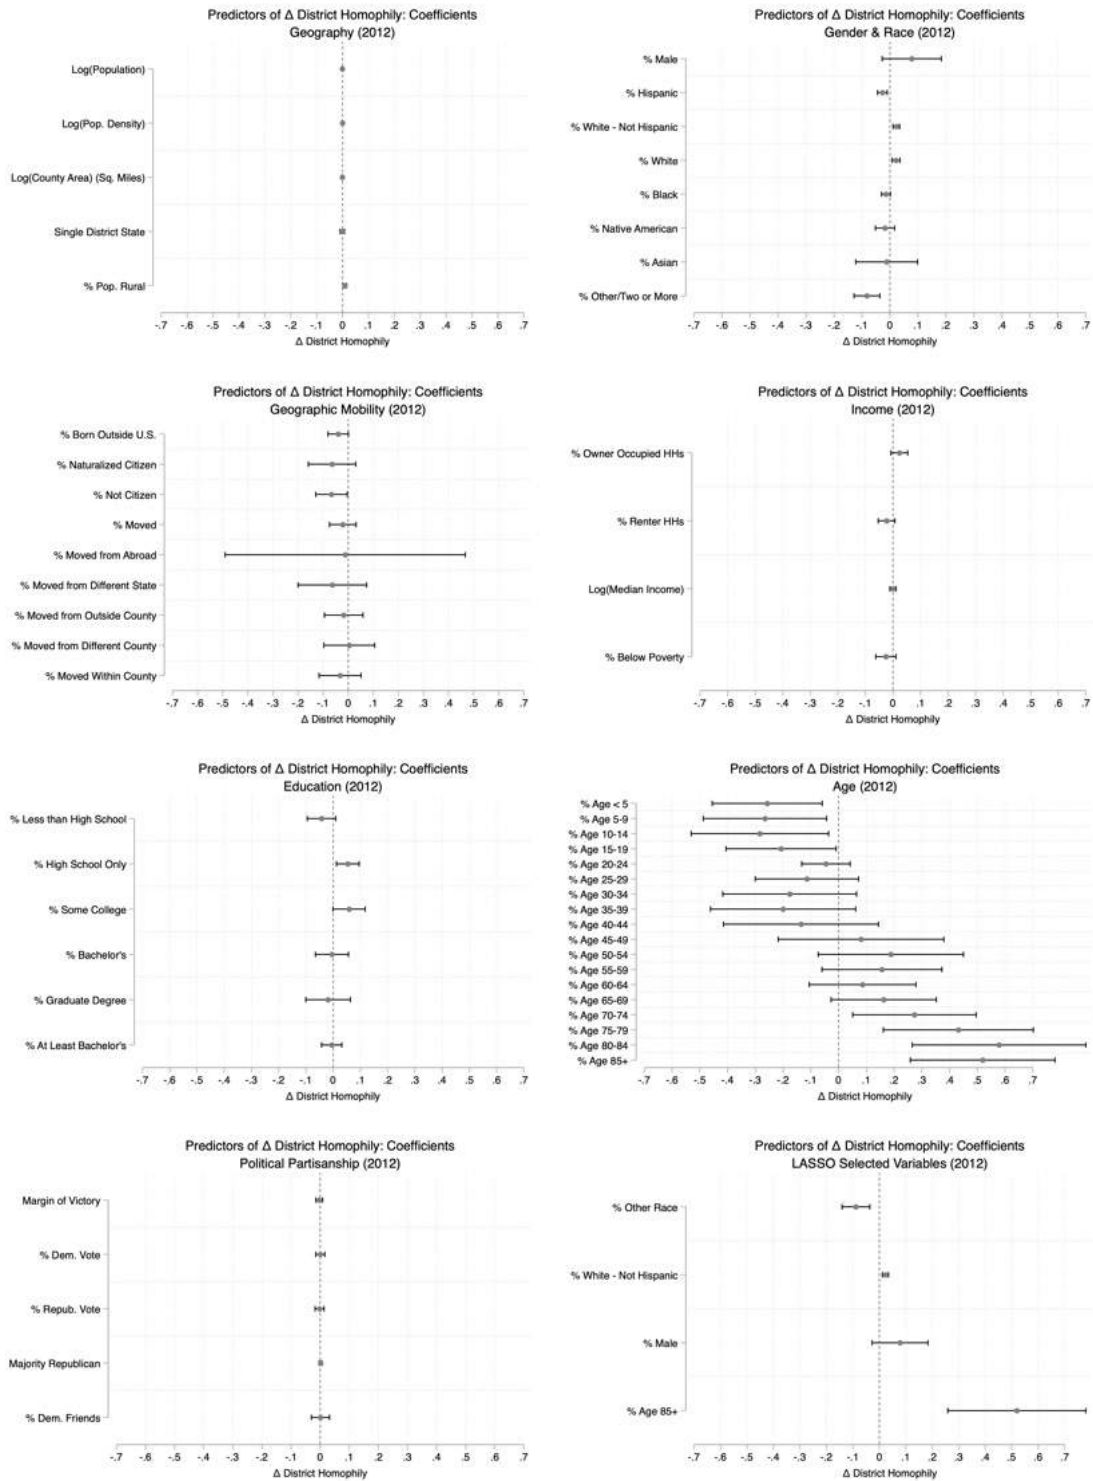 Predictors of Δ District Homophily: Coefficients
Geography (2012)
Log(Population)
Log(Pop. Density)
Log(County Area) (Sq. Miles)
Single District State
% Pop. Rural
-.7 -.6 -.5 -.4 -.3 -.2 -.1 0 .1 .2 .3 .4 .5 .6 .7
Δ District Homophily
Predictors of Δ District Homophily: Coefficients
Gender & Race (2012)
% Male
% Hispanic
% White - Not Hispanic
% White
% Black
% Native American
% Asian
% Other/Two or More
-.7 -.6 -.5 -.4 -.3 -.2 -.1 0 .1 .2 .3 .4 .5 .6 .7
Δ District Homophily
Predictors of Δ District Homophily: Coefficients
Geographic Mobility (2012)
% Born Outside U.S.
% Naturalized Citizen
% Not Citizen
% Moved
% Moved from Abroad
% Moved from Different State
% Moved from Outside County
% Moved from Different County
% Moved Within County
-.7 -.6 -.5 -.4 -.3 -.2 -.1 0 .1 .2 .3 .4 .5 .6 .7
Δ District Homophily
Predictors of Δ District Homophily: Coefficients
Income (2012)
% Owner Occupied HHs
% Renter HHs
Log(Median Income)
% Below Poverty
-.7 -.6 -.5 -.4 -.3 -.2 -.1 0 .1 .2 .3 .4 .5 .6 .7
Δ District Homophily
Predictors of Δ District Homophily: Coefficients
Education (2012)
% Less than High School
% High School Only
% Some College
% Bachelor's
% Graduate Degree
% At Least Bachelor's
-.7 -.6 -.5 -.4 -.3 -.2 -.1 0 .1 .2 .3 .4 .5 .6 .7
Δ District Homophily
Predictors of Δ District Homophily: Coefficients
Age (2012)
% Age < 5
% Age 5-9
% Age 10-14
% Age 15-19
% Age 20-24
% Age 25-29
% Age 30-34
% Age 35-39
% Age 40-44
% Age 45-49
% Age 50-54
% Age 55-59
% Age 60-64
% Age 65-69
% Age 70-74
% Age 75-79
% Age 80-84
% Age 85+
-.7 -.6 -.5 -.4 -.3 -.2 -.1 0 .1 .2 .3 .4 .5 .6 .7
Δ District Homophily
Predictors of Δ District Homophily: Coefficients
Political Partisanship (2012)
Margin of Victory
% Dem. Vote
% Repub. Vote
Majority Republican
% Dem. Friends
-.7 -.6 -.5 -.4 -.3 -.2 -.1 0 .1 .2 .3 .4 .5 .6 .7
Δ District Homophily
Predictors of Δ District Homophily: Coefficients
LASSO Selected Variables (2012)
% Other Race
% White - Not Hispanic
% Male
% Age 85+
-.7 -.6 -.5 -.4 -.3 -.2 -.1 0 .1 .2 .3 .4 .5 .6 .7
Δ District Homophily